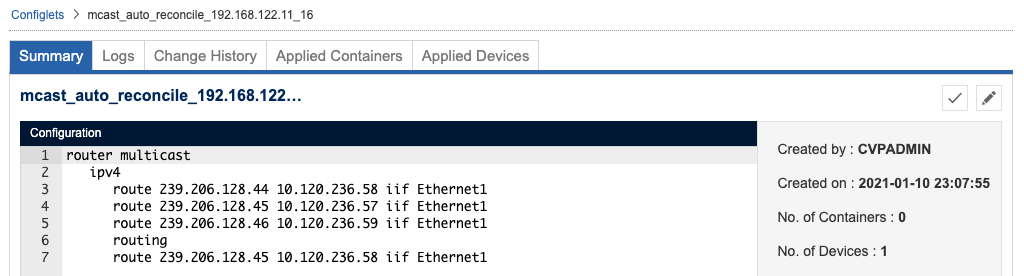 Configlets > mcast_auto_reconcile_192.168.122.11_16
Summary Logs Change History Applied Containers Applied Devices
mcast_auto_reconcile_192.168.122...
Configuration
1 router multicast
2 ipv4
3 route 239.206.128.44 10.120.236.58 iif Ethernet1
4 route 239.206.128.45 10.120.236.57 iif Ethernet1
5 route 239.206.128.46 10.120.236.59 iif Ethernet1
6 routing
7 route 239.206.128.45 10.120.236.58 iif Ethernet1
Created by : CVPADMIN
Created on : 2021-01-10 23:07:55
No. of Containers : 0
No. of Devices : 1